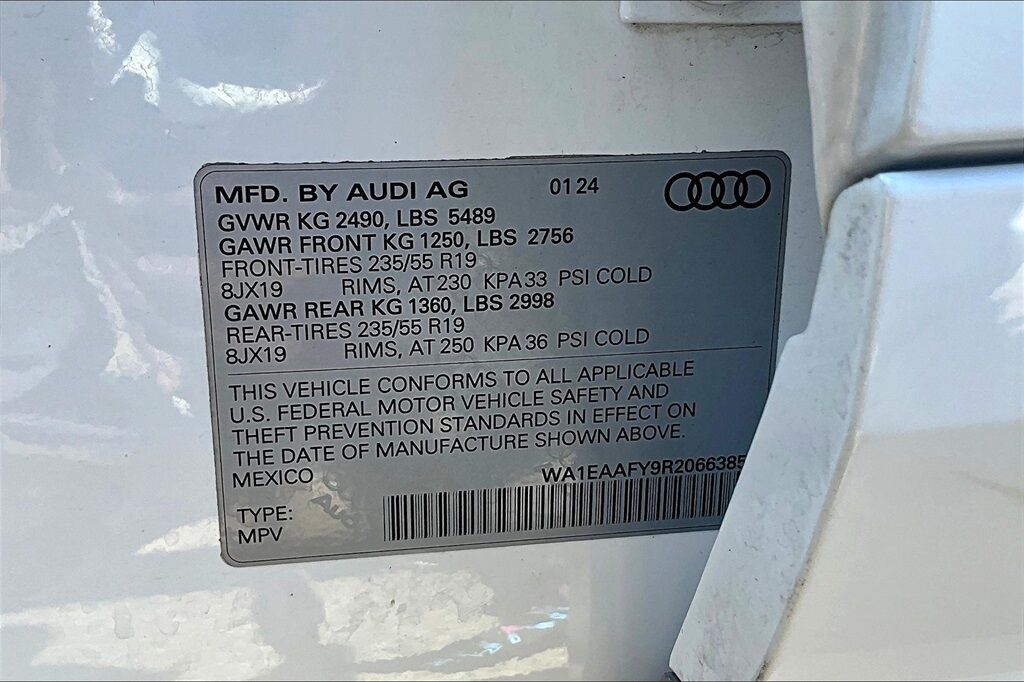 MFD. BY AUDI AG 01 24
GVWR KG 2490, LBS 5489
GAWR FRONT KG 1250, LBS 2756
FRONT-TIRES 235/55 R19
8JX19 RIMS, AT 230 KPA 33 PSI COLD
GAWR REAR KG 1360, LBS 2998
REAR-TIRES 235/55 R19
8JX19 RIMS, AT 250 KPA 36 PSI COLD
THIS VEHICLE CONFORMS TO ALL APPLICABLE
U.S. FEDERAL MOTOR VEHICLE SAFETY AND
THEFT PREVENTION STANDARDS IN EFFECT ON
THE DATE OF MANUFACTURE SHOWN ABOVE.
MEXICO WA1EAAFY9R2066385
TYPE: Audi
MPV